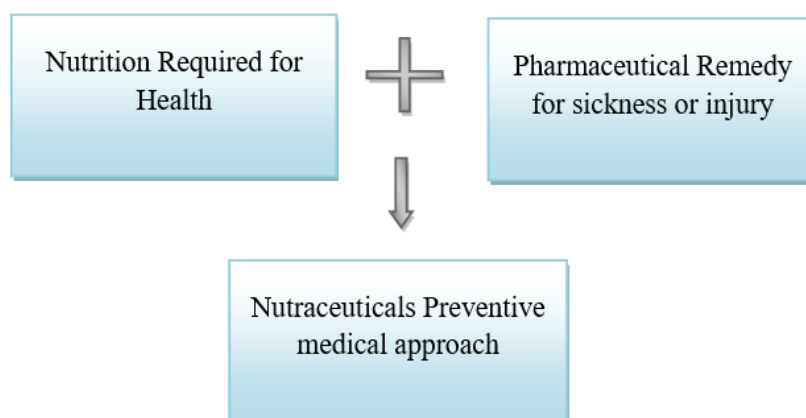 Nutrition Required for
Health
Pharmaceutical Remedy
for sickness or injury
Nutraceuticals Preventive
medical approach